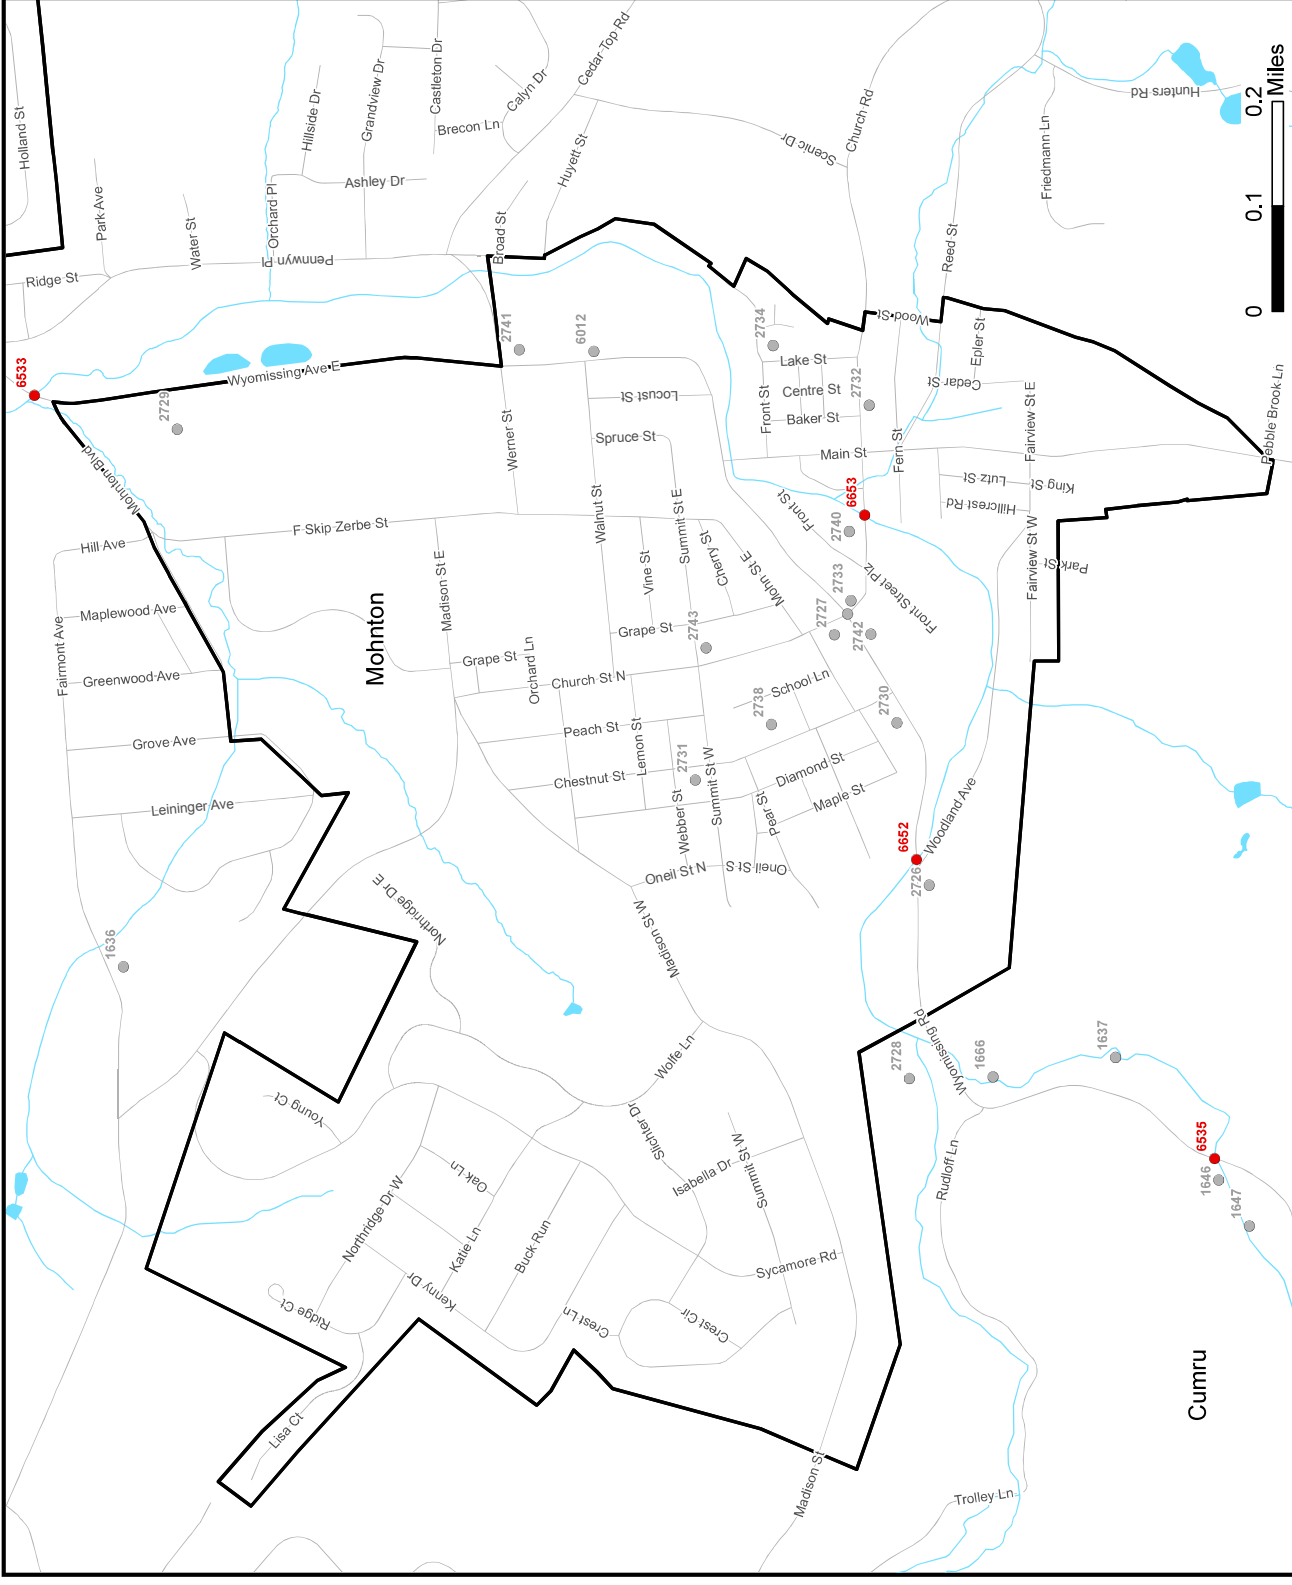 Holland St
Park Ave
Water St
Orchard Pl
Hillside Dr
Grandview Dr
Castleton Dr
Calyn Dr
Cedar Top Rd
Brecon Ln
Ashley Dr
Huyett St
Scenic Dr
Church Rd
Friedmann Ln
Hunters Rd
0
0.1
0.2
Miles
Ridge St
Pennwyn Pl
Broad St
Reed St
6533
2729
Wyomissing Ave E
2741
6012
2734
Wood St
Lake St
Epler St
Centre St
2732
Cedar St
Locust St
Front St
Baker St
Spruce St
Werner St
Main St
Fern St
Fairview St E
Pebble Brook Ln
Mohnton Blvd
Lutz St
King St
Hillcrest Rd
6653
Front St
2740
F Skip Zerbe St
Walnut St
Summit St E
Cherry St
Vine St
Mohn St E
Hill Ave
Fairview St W
Park St
Maplewood Ave
Madison St E
2733
Front Street Plz
2727
2742
Mohnton
Fairmont Ave
Greenwood Ave
Grape St
2743
Grape St
Orchard Ln
Church St N
School Ln
2738
2730
Grove Ave
Peach St
Lemon St
2731
Summit St W
Chestnut St
Diamond St
Leininger Ave
Maple St
Pear St
Webber St
Woodland Ave
6652
2726
Oneil St N
Oneil St S
Northridge Dr E
Madison St W
1636
Wyomissing Rd
2728
1666
1637
Wolfe Ln
Young Ct
Slichter Dr
Isabella Dr
Summit St W
Rudloff Ln
6535
1646
1647
Oak Ln
Northridge Dr W
Katie Ln
Buck Run
Sycamore Rd
Kenny Dr
Ridge Ct
Crest Ln
Crest Cir
Lisa Ct
Cumru
Madison St
Trolley Ln